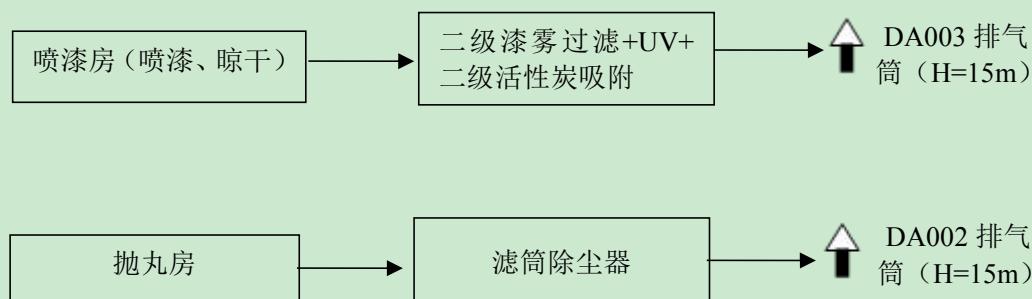 喷漆房（喷漆、晾干）
二级漆雾过滤+UV+
二级活性炭吸附
DA003 排气
筒（H=15m）
抛丸房
滤筒除尘器
DA002 排气
筒（H=15m）